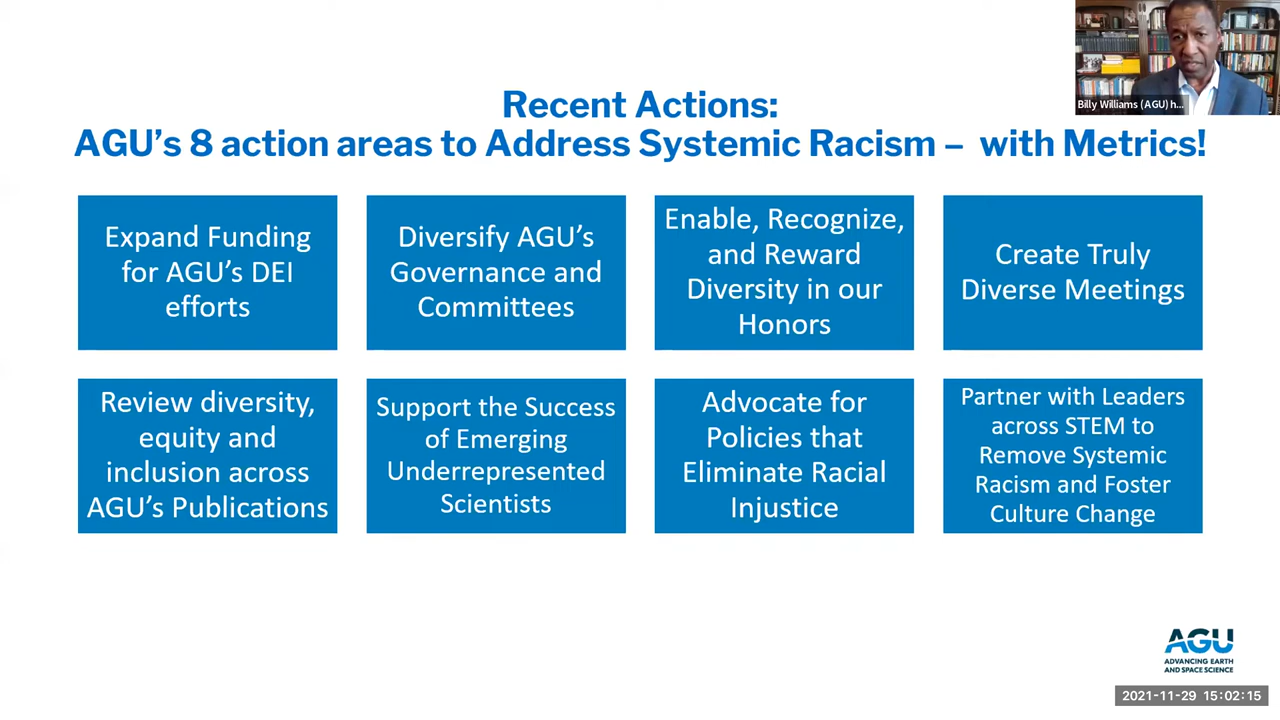 Recent Actions:
AGU’s 8 action areas to Address Systemic Racism – with Metrics!
Expand Funding
for AGU’s DEI
efforts
Diversify AGU’s
Governance and
Committees
Enable, Recognize,
and Reward
Diversity in our
Honors
Create Truly
Diverse Meetings
Review diversity,
equity and
inclusion across
AGU’s Publications
Support the Success
of Emerging
Underrepresented
Scientists
Advocate for
Policies that
Eliminate Racial
Injustice
Partner with Leaders
across STEM to
Remove Systemic
Racism and Foster
Culture Change
Billy Williams (AGU) h...
AGU
ADVANCING EARTH
AND SPACE SCIENCE
2021-11-29 15:02:15